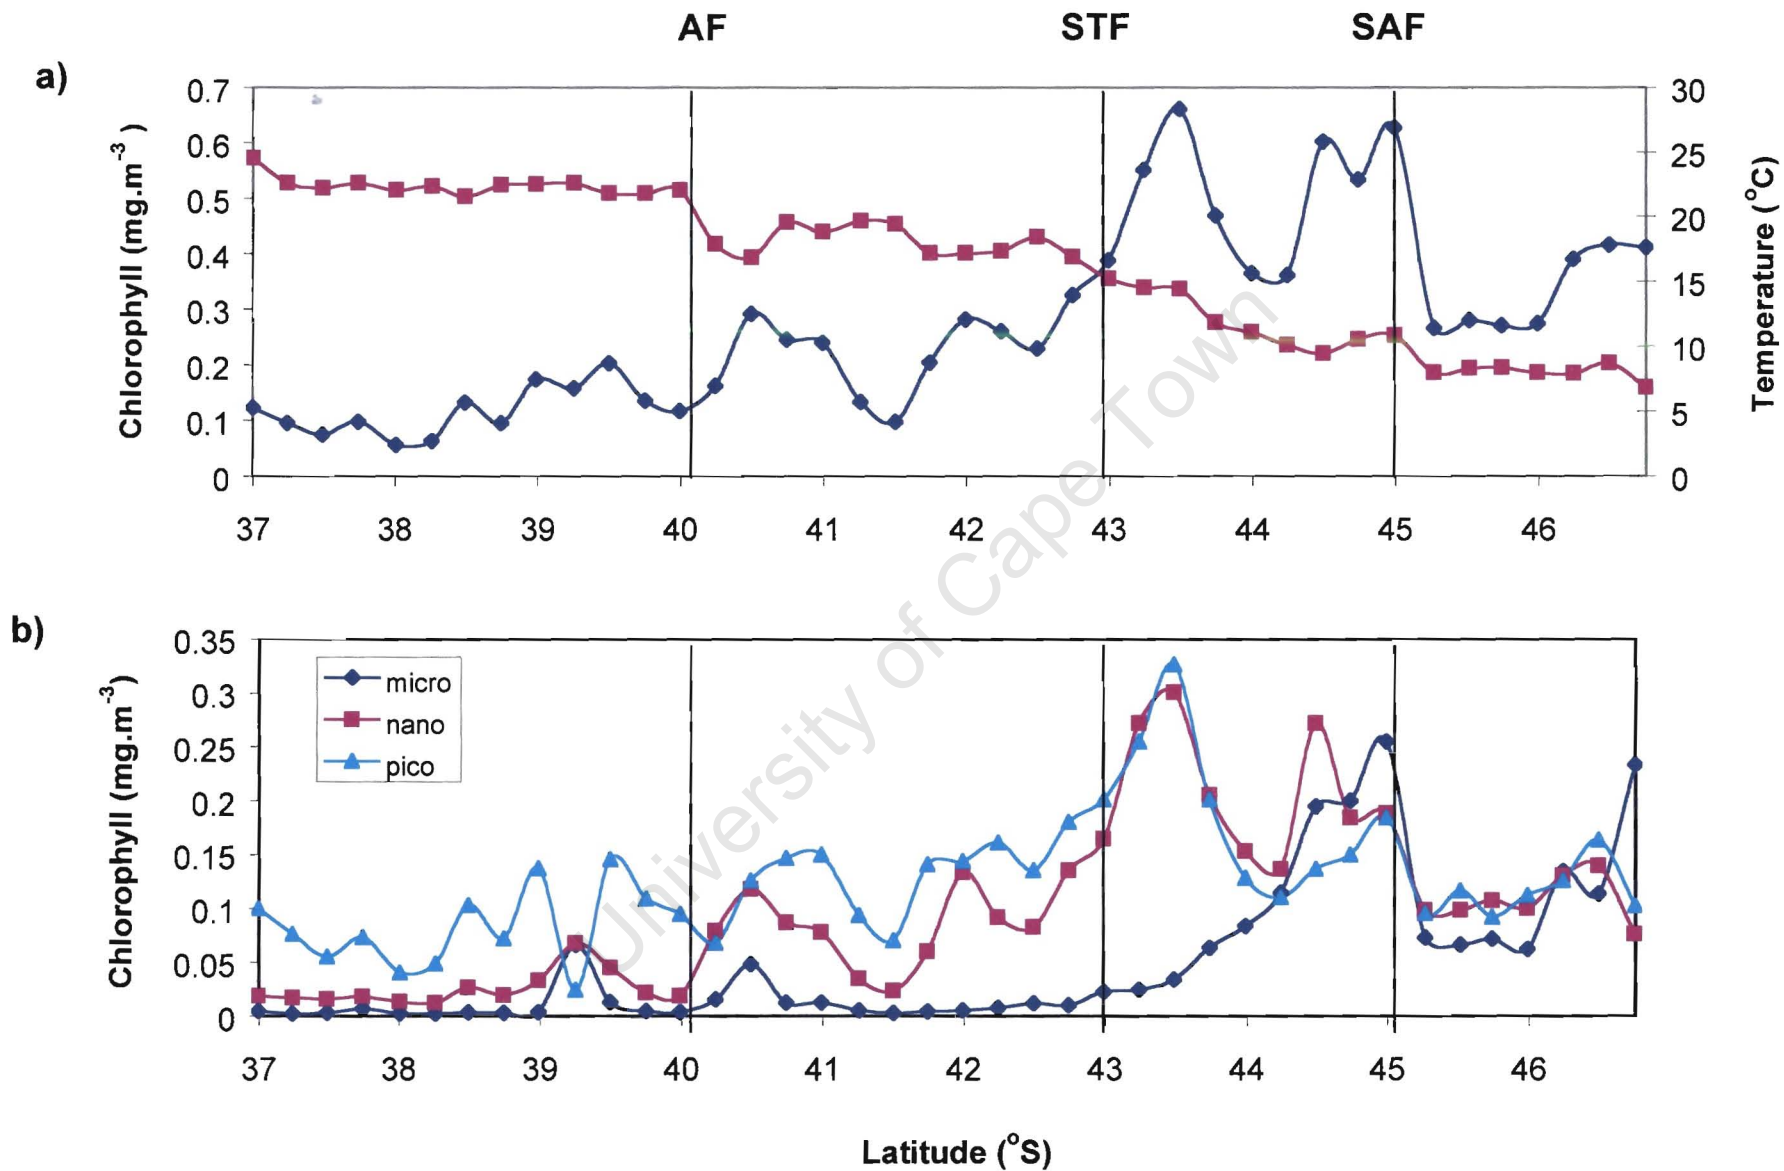 AF STF SAF
a)
0.7
0.6
0.5
0.4
0.3
0.2
0.1
0
Chlorophyll (mg.m⁻³)
30
25
20
15
10
5
0
Temperature (°C)
37 38 39 40 41 42 43 44 45 46
b)
0.35
0.3
0.25
0.2
0.15
0.1
0.05
0
Chlorophyll (mg.m⁻³)
micro
nano
pico
37 38 39 40 41 42 43 44 45 46
Latitude (°S)
University of Cape Town